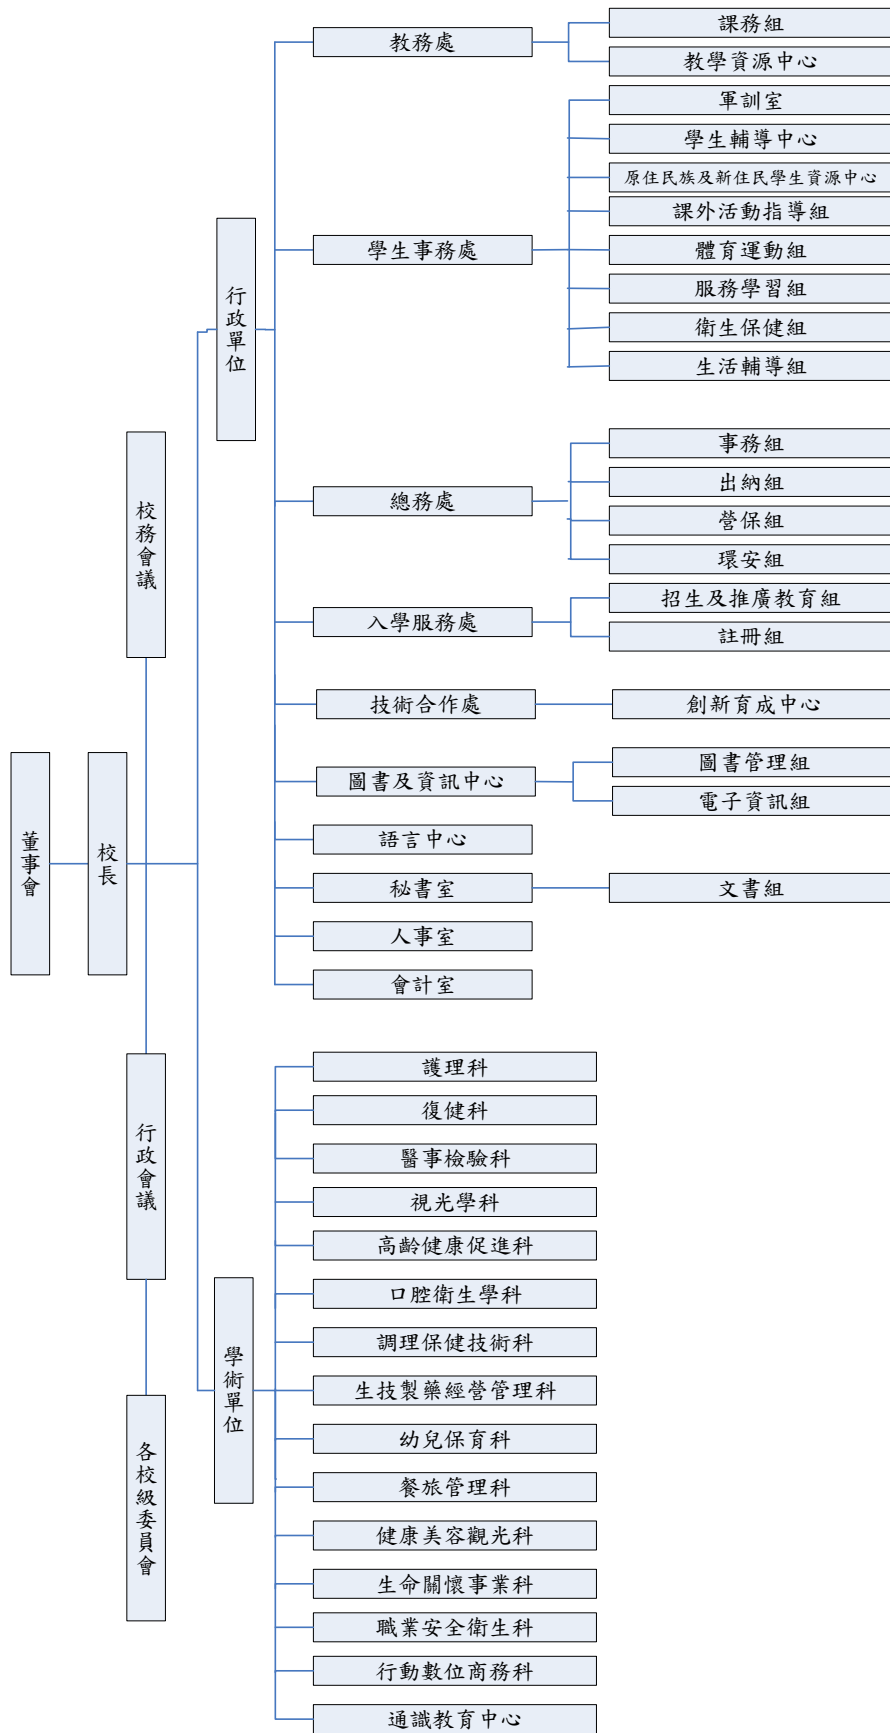 董事會
校長
校務會議
行政會議
各校級委員會
行政單位
教務處
課務組
教學資源中心
學生事務處
軍訓室
學生輔導中心
原住民族及新住民學生資源中心
課外活動指導組
體育運動組
服務學習組
衛生保健組
生活輔導組
總務處
事務組
出納組
營保組
環安組
入學服務處
招生及推廣教育組
註冊組
技術合作處
創新育成中心
圖書及資訊中心
圖書管理組
電子資訊組
語言中心
秘書室
文書組
人事室
會計室
學術單位
護理科
復健科
醫事檢驗科
視光學科
高齡健康促進科
口腔衛生學科
調理保健技術科
生技製藥經營管理科
幼兒保育科
餐旅管理科
健康美容觀光科
生命關懷事業科
職業安全衛生科
行動數位商務科
通識教育中心